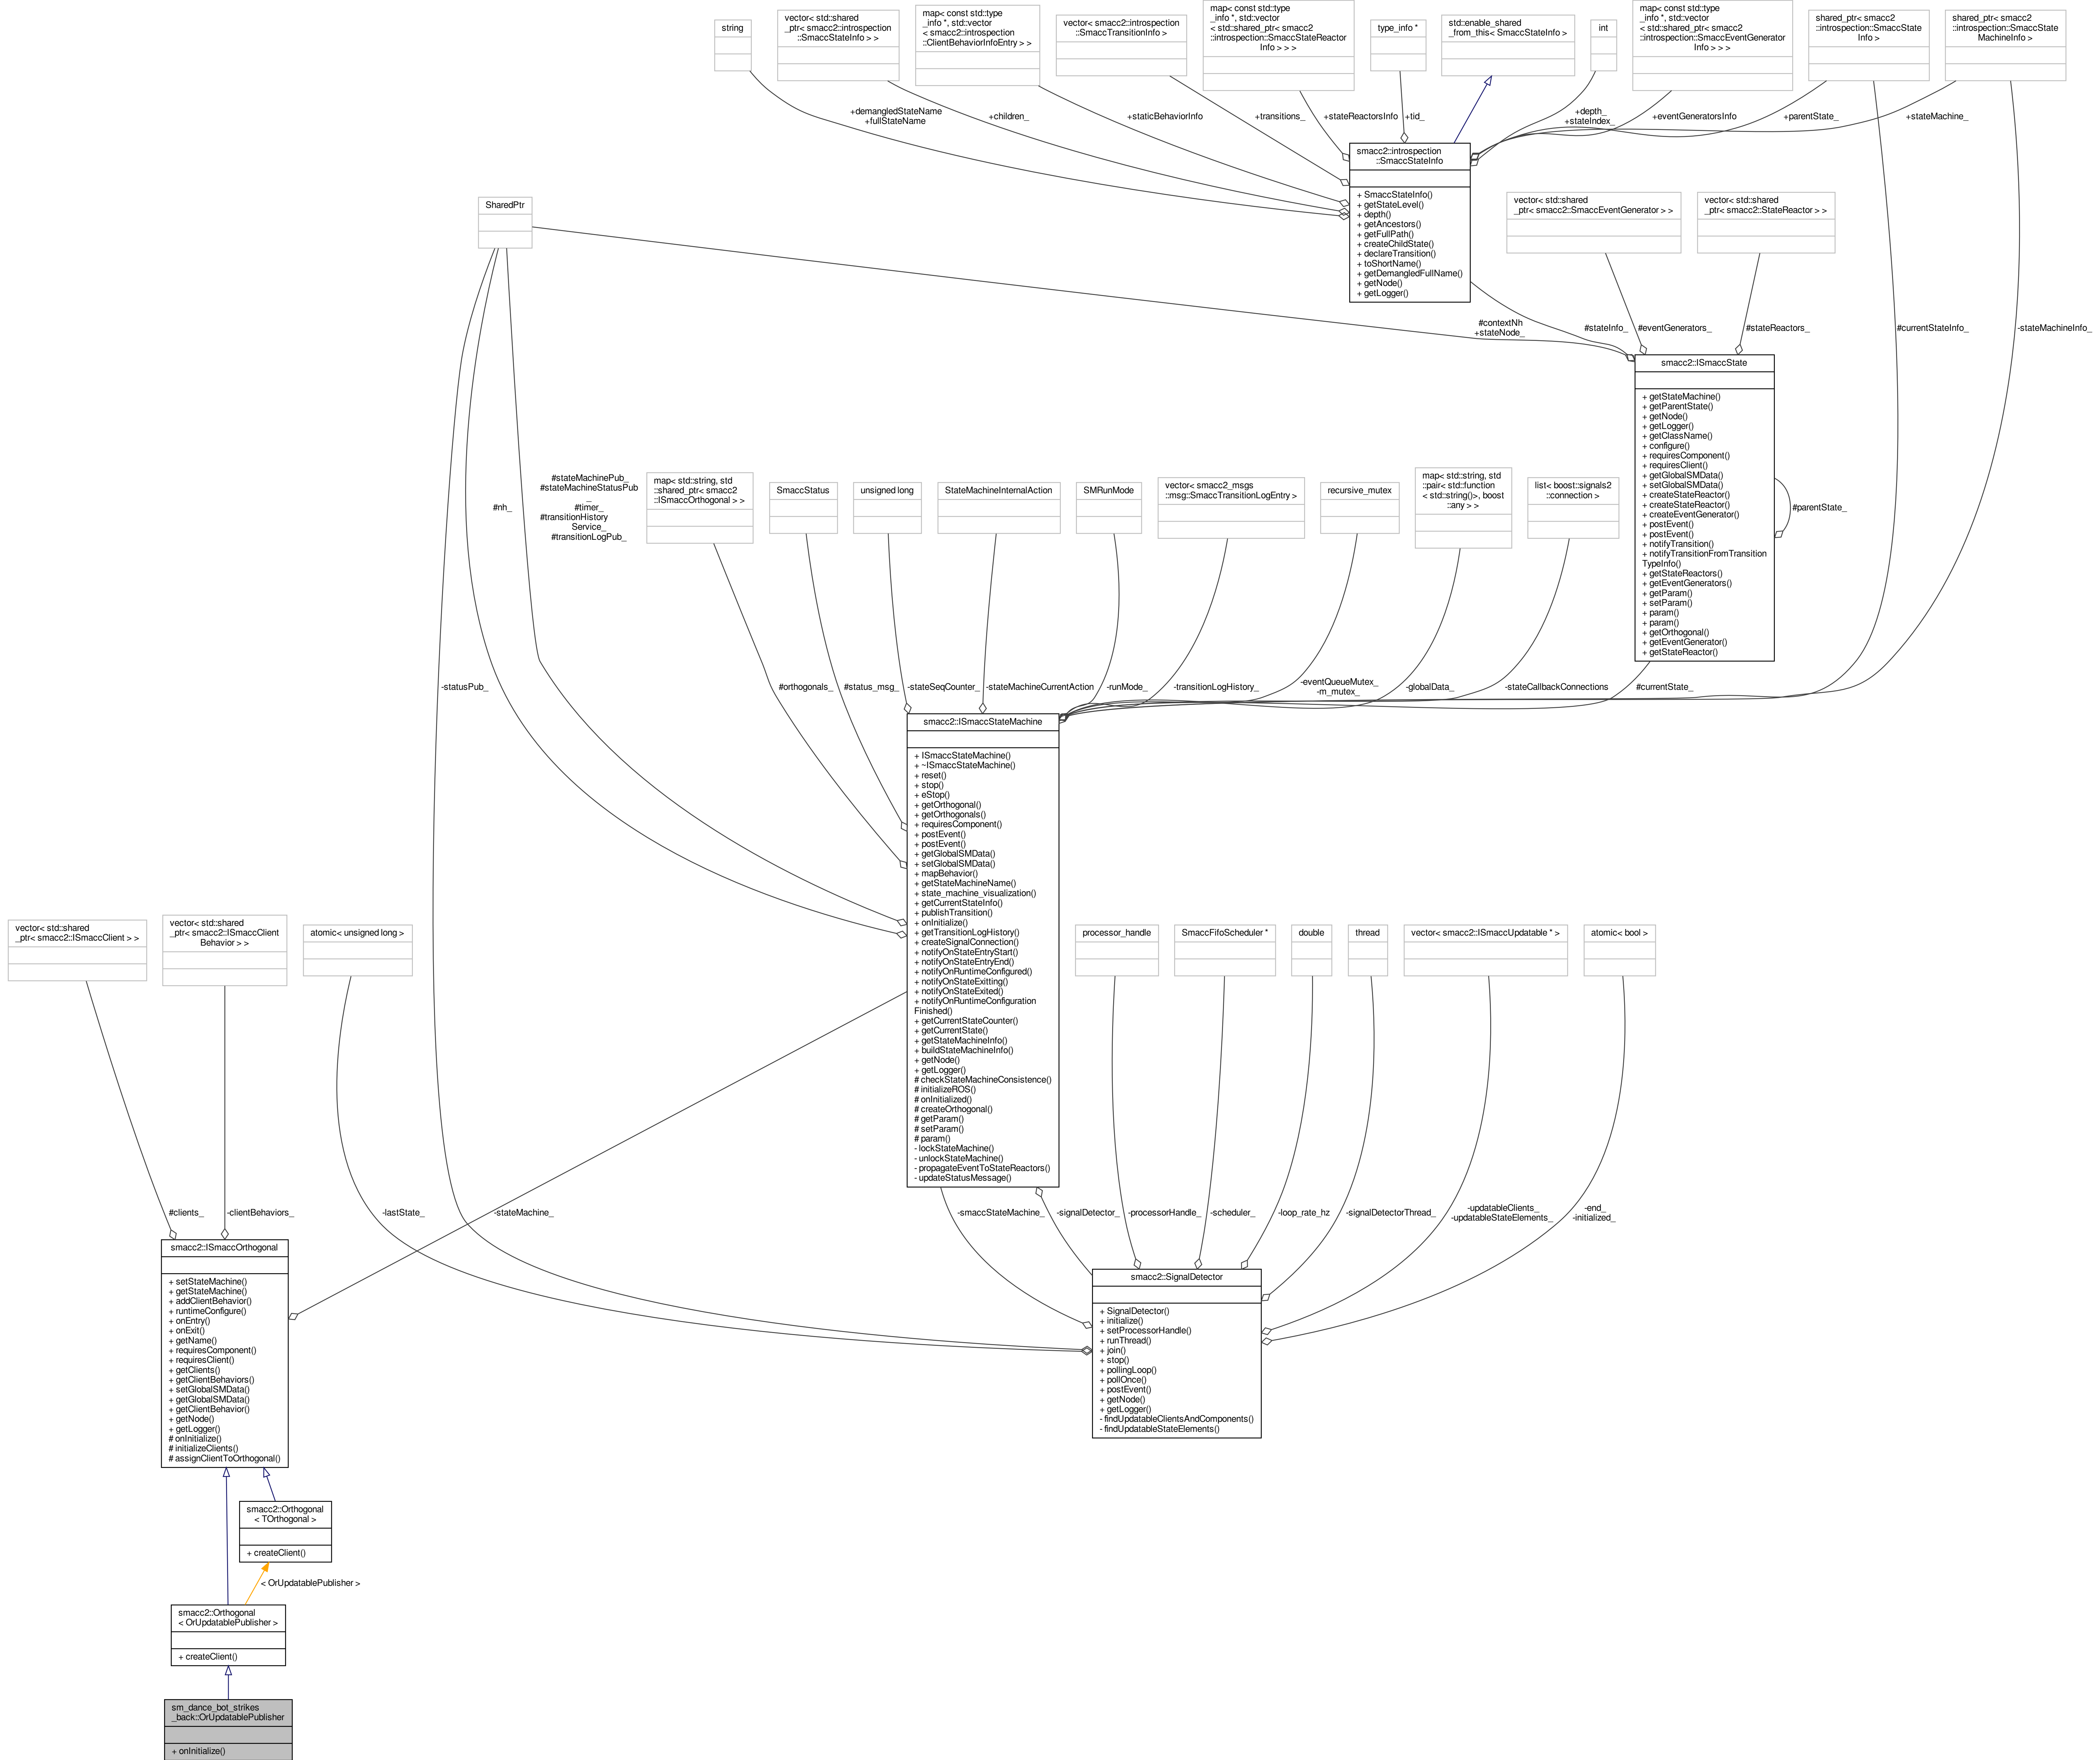 string
vector< std::shared
_ptr< smacc2::introspection
::SmaccStateInfo > >
map< const std::type
_info *, std::vector
< smacc2::introspection
::ClientBehaviorInfoEntry > >
vector< smacc2::introspection
::SmaccTransitionInfo >
map< const std::type
_info *, std::vector
< std::shared_ptr< smacc2
::introspection::SmaccStateReactor
Info > > >
type_info *
std::enable_shared
_from_this< SmaccStateInfo >
int
map< const std::type
_info *, std::vector
< std::shared_ptr< smacc2
::introspection::SmaccEventGenerator
Info > > >
shared_ptr< smacc2
::introspection::SmaccState
Info >
shared_ptr< smacc2
::introspection::SmaccState
MachineInfo >
+demangledStateName
+fullStateName
+children_
+staticBehaviorInfo
+transitions_
+stateReactorsInfo
+tid_
+depth_
+stateIndex_
+eventGeneratorsInfo
+parentState_
+stateMachine_
smacc2::introspection
::SmaccStateInfo
+ SmaccStateInfo()
+ getStateLevel()
+ depth()
+ getAncestors()
+ getFullPath()
+ createChildState()
+ declareTransition()
+ toShortName()
+ getDemangledFullName()
+ getNode()
+ getLogger()
SharedPtr
vector< std::shared
_ptr< smacc2::SmaccEventGenerator > >
vector< std::shared
_ptr< smacc2::StateReactor > >
#contextNh
+stateNode_
#stateInfo_
#eventGenerators_
#stateReactors_
#currentStateInfo_
-stateMachineInfo_
smacc2::ISmaccState
+ getStateMachine()
+ getParentState()
+ getNode()
+ getLogger()
+ getClassName()
+ configure()
+ requiresComponent()
+ requiresClient()
+ getGlobalSMData()
+ setGlobalSMData()
+ createStateReactor()
+ createStateReactor()
+ createEventGenerator()
+ postEvent()
+ postEvent()
+ notifyTransition()
+ notifyTransitionFromTransition
TypeInfo()
+ getStateReactors()
+ getEventGenerators()
+ getParam()
+ setParam()
+ param()
+ param()
+ getOrthogonal()
+ getEventGenerator()
+ getStateReactor()
#parentState_
#nh_
#stateMachinePub_
#stateMachineStatusPub
_
#timer_
#transitionHistory
Service_
#transitionLogPub_
map< std::string, std
::shared_ptr< smacc2
::ISmaccOrthogonal > >
SmaccStatus
unsigned long
StateMachineInternalAction
SMRunMode
vector< smacc2_msgs
::msg::SmaccTransitionLogEntry >
recursive_mutex
map< std::string, std
::pair< std::function
< std::string()>, boost
::any > >
list< boost::signals2
::connection >
-statusPub_
#orthogonals_
#status_msg_
-stateSeqCounter_
-stateMachineCurrentAction
-runMode_
-transitionLogHistory_
-eventQueueMutex_
-m_mutex_
-globalData_
-stateCallbackConnections
#currentState_
smacc2::ISmaccStateMachine
+ ISmaccStateMachine()
+ ~ISmaccStateMachine()
+ reset()
+ stop()
+ eStop()
+ getOrthogonal()
+ getOrthogonals()
+ requiresComponent()
+ postEvent()
+ postEvent()
+ getGlobalSMData()
+ setGlobalSMData()
+ mapBehavior()
+ getStateMachineName()
+ state_machine_visualization()
+ getCurrentStateInfo()
+ publishTransition()
+ onInitialize()
+ getTransitionLogHistory()
+ createSignalConnection()
+ notifyOnStateEntryStart()
+ notifyOnStateEntryEnd()
+ notifyOnRuntimeConfigured()
+ notifyOnStateExitting()
+ notifyOnStateExited()
+ notifyOnRuntimeConfiguration
Finished()
+ getCurrentStateCounter()
+ getCurrentState()
+ getStateMachineInfo()
+ buildStateMachineInfo()
+ getNode()
+ getLogger()
# checkStateMachineConsistence()
# initializeROS()
# onInitialized()
# createOrthogonal()
# getParam()
# setParam()
# param()
- lockStateMachine()
- unlockStateMachine()
- propagateEventToStateReactors()
- updateStatusMessage()
vector< std::shared
_ptr< smacc2::ISmaccClient > >
vector< std::shared
_ptr< smacc2::ISmaccClient
Behavior > >
atomic< unsigned long >
processor_handle
SmaccFifoScheduler *
double
thread
vector< smacc2::ISmaccUpdatable * >
atomic< bool >
#clients_
-clientBehaviors_
-lastState_
-stateMachine_
-smaccStateMachine_
-signalDetector_
-processorHandle_
-scheduler_
-loop_rate_hz
-signalDetectorThread_
-updatableClients_
-updatableStateElements_
-end_
-initialized_
smacc2::ISmaccOrthogonal
+ setStateMachine()
+ getStateMachine()
+ addClientBehavior()
+ runtimeConfigure()
+ onEntry()
+ onExit()
+ getName()
+ requiresComponent()
+ requiresClient()
+ getClients()
+ getClientBehaviors()
+ setGlobalSMData()
+ getGlobalSMData()
+ getClientBehavior()
+ getNode()
+ getLogger()
# onInitialize()
# initializeClients()
# assignClientToOrthogonal()
smacc2::SignalDetector
+ SignalDetector()
+ initialize()
+ setProcessorHandle()
+ runThread()
+ join()
+ stop()
+ pollingLoop()
+ pollOnce()
+ postEvent()
+ getNode()
+ getLogger()
- findUpdatableClientsAndComponents()
- findUpdatableStateElements()
smacc2::Orthogonal
< TOrthogonal >
+ createClient()
< OrUpdatablePublisher >
smacc2::Orthogonal
< OrUpdatablePublisher >
+ createClient()
sm_dance_bot_strikes
_back::OrUpdatablePublisher
+ onInitialize()